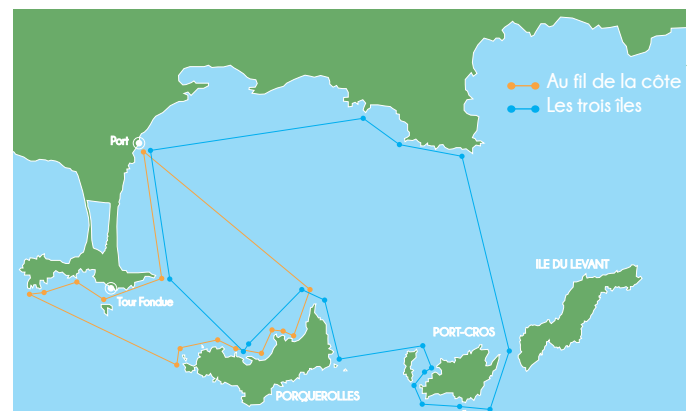 Au fil de la côte
Les trois îles
Port
ILE DU LEVANT
Tour Fondue
PORT-CROS
PORQUEROLLES